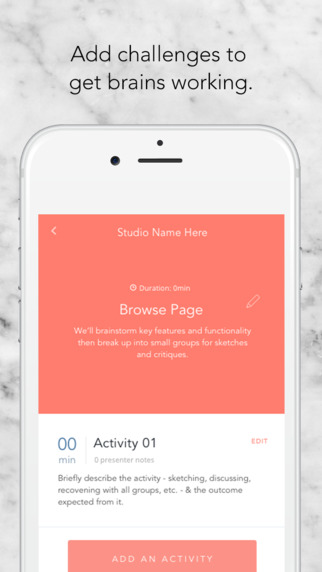 Add challenges to
get brains working.
Studio Name Here
Duration: 0min
Browse Page
We'll brainstorm key features and functionality
then break up into small groups for sketches
and critiques.
00
min
Activity 01
0 presenter notes
EDIT
Briefly describe the activity - sketching, discussing,
recovening with all groups, etc. - & the outcome
expected from it.
ADD AN ACTIVITY